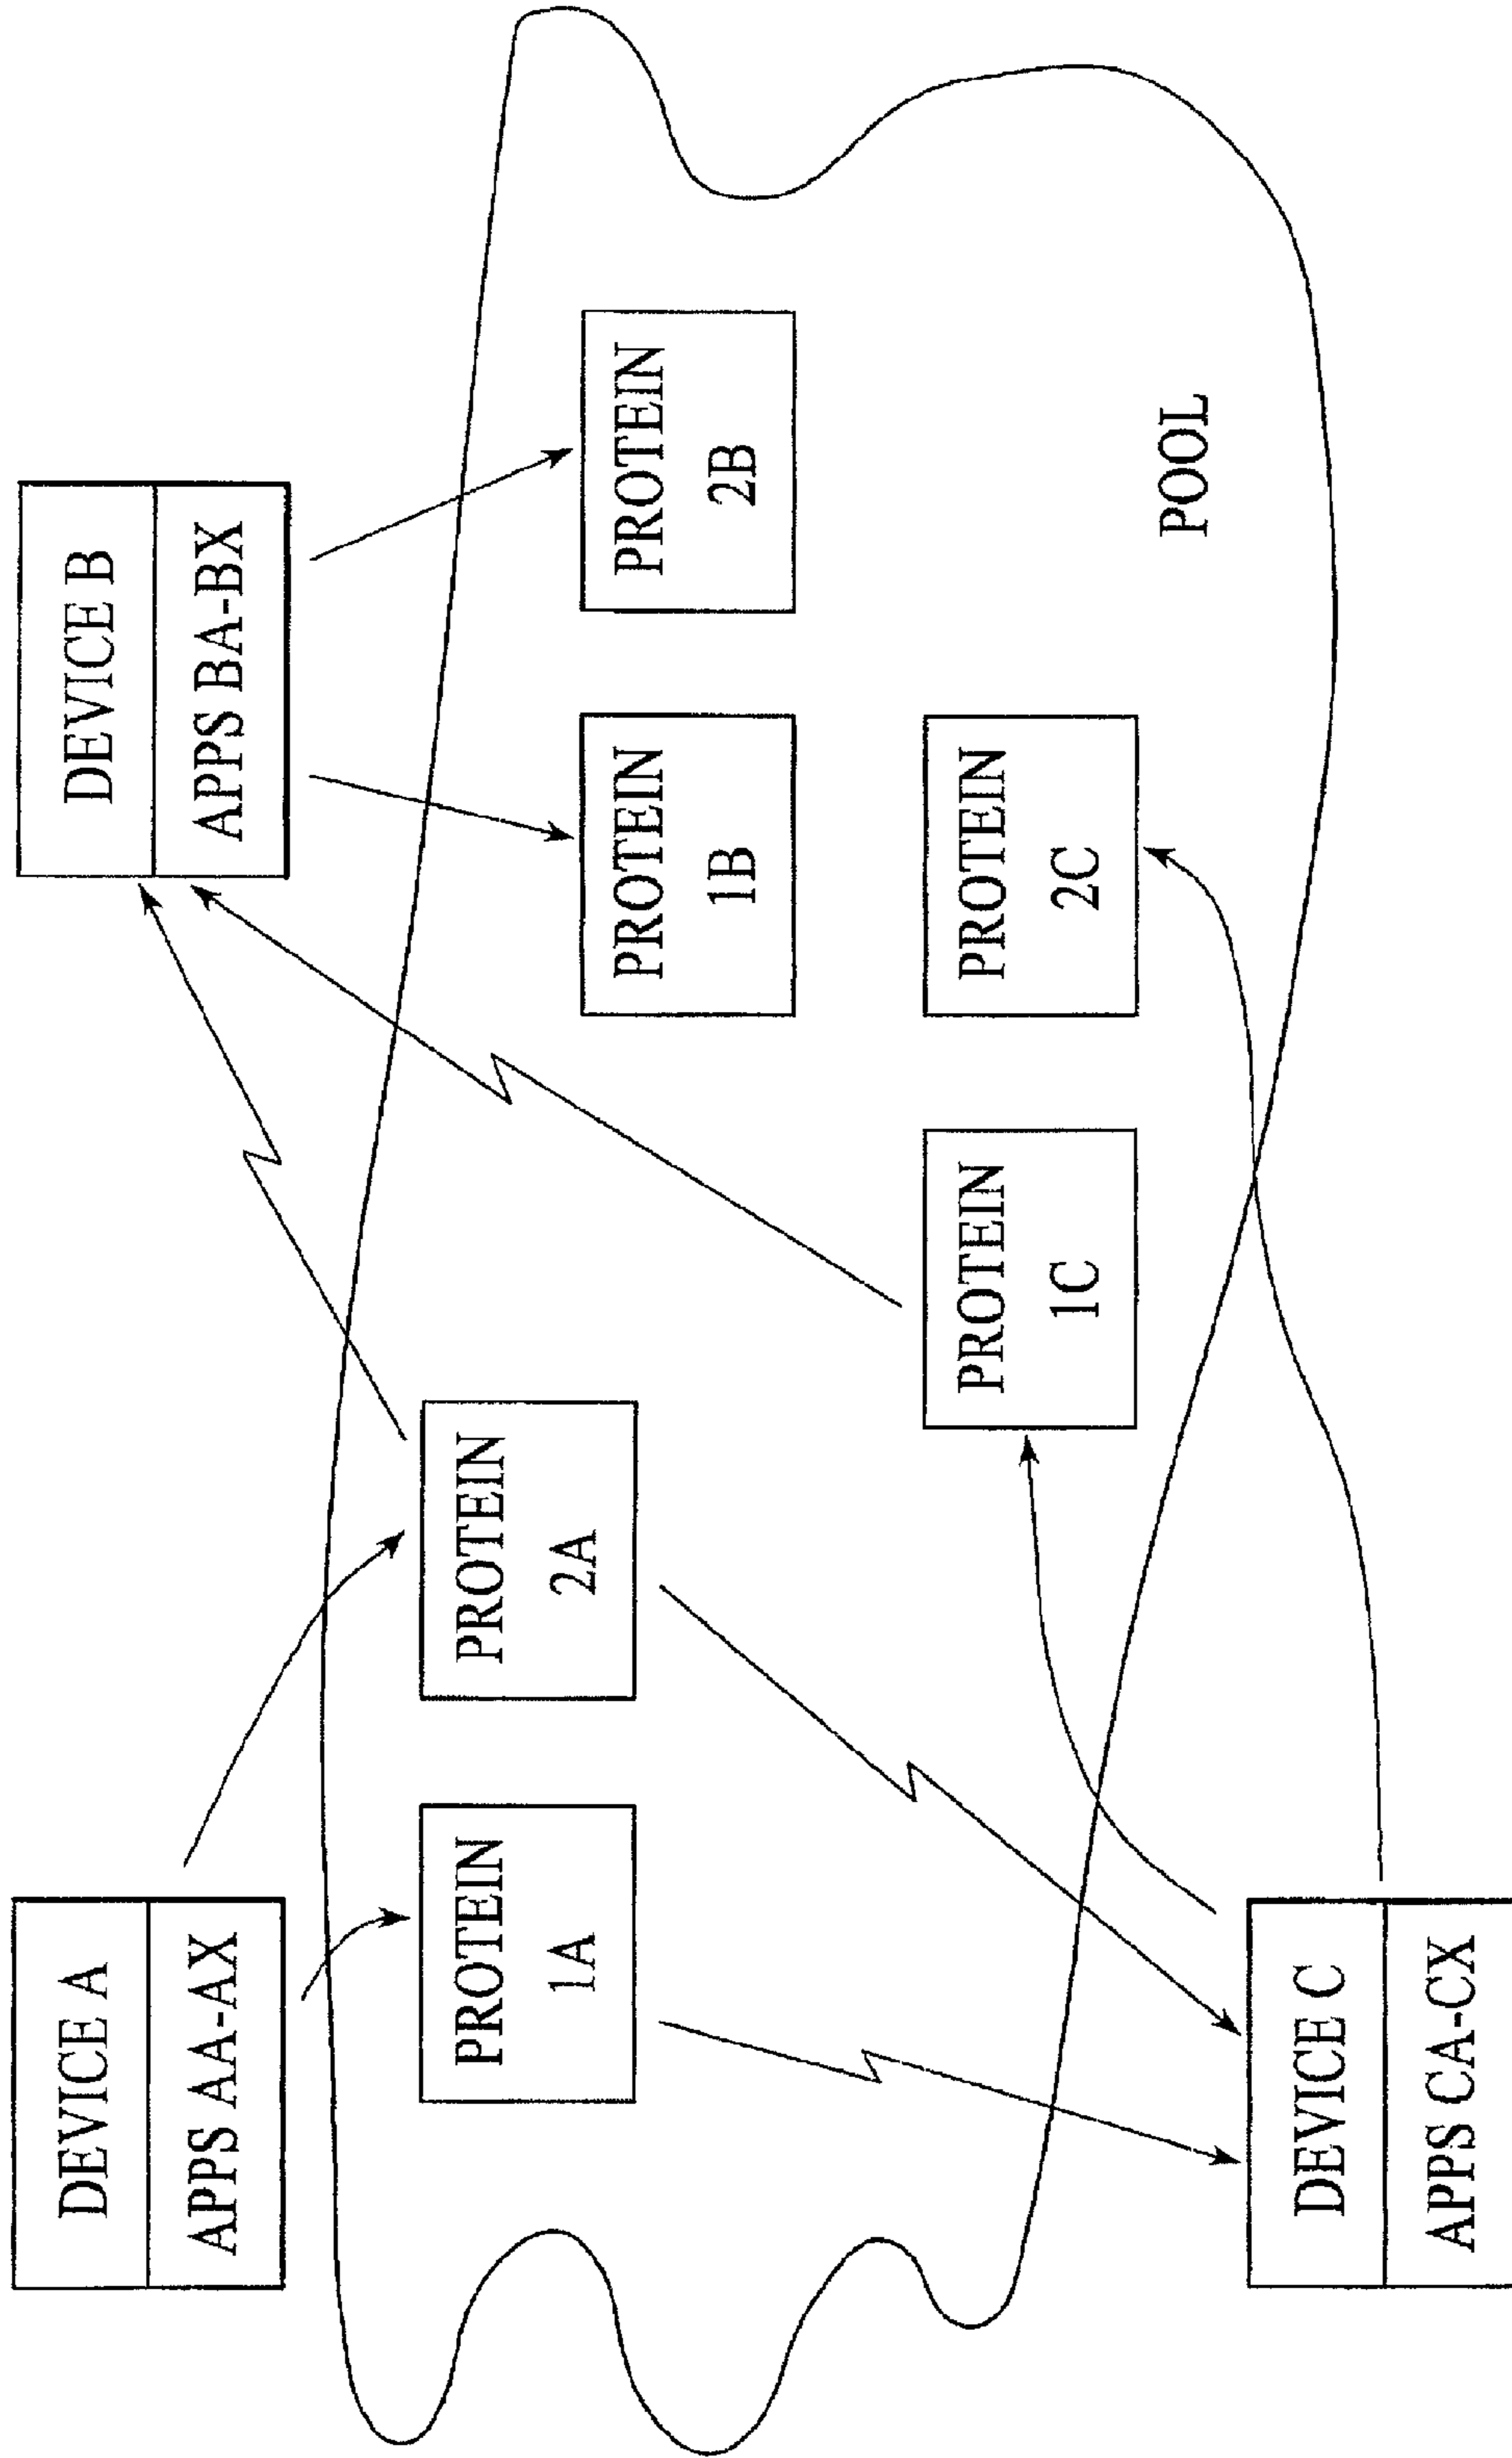 DEVICE A
APPS AA-AX
DEVICE B
APPS BA-BX
PROTEIN
1A
PROTEIN
2A
PROTEIN
1B
PROTEIN
2B
PROTEIN
1C
PROTEIN
2C
POOL
DEVICE C
APPS CA-CX